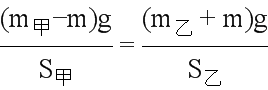 (m甲–m)g / S甲 = (m乙 + m)g / S乙